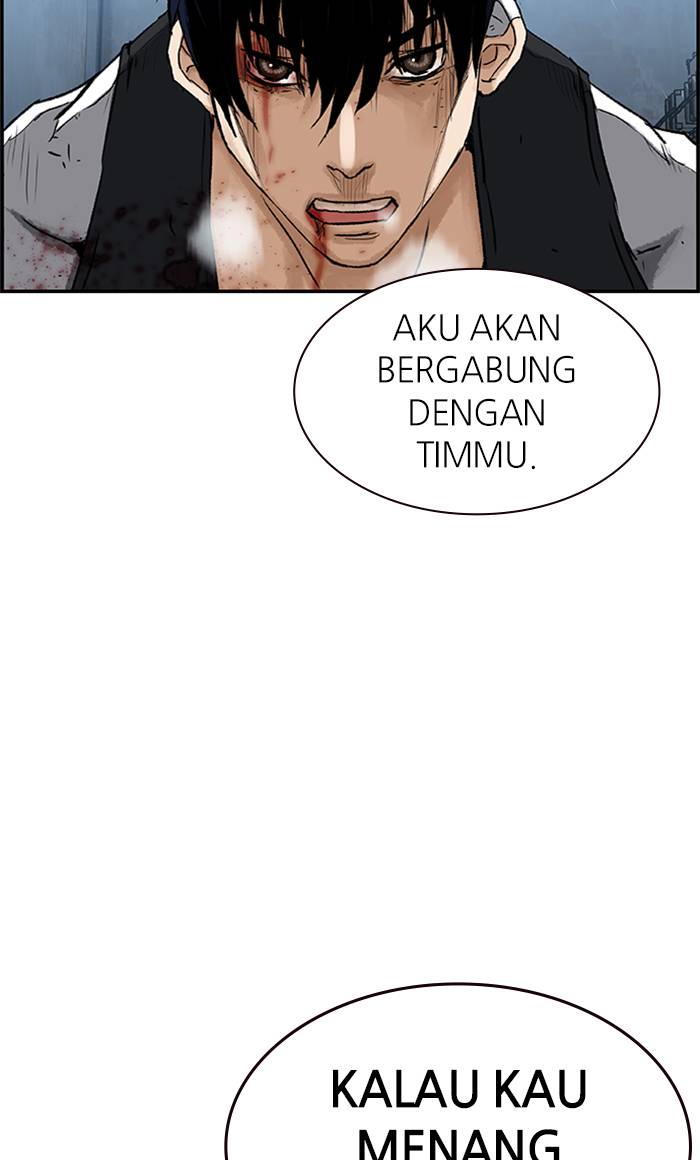 AKU AKAN
BERGABUNG
DENGAN
TIMMU.
KALAU KAU
MENANG